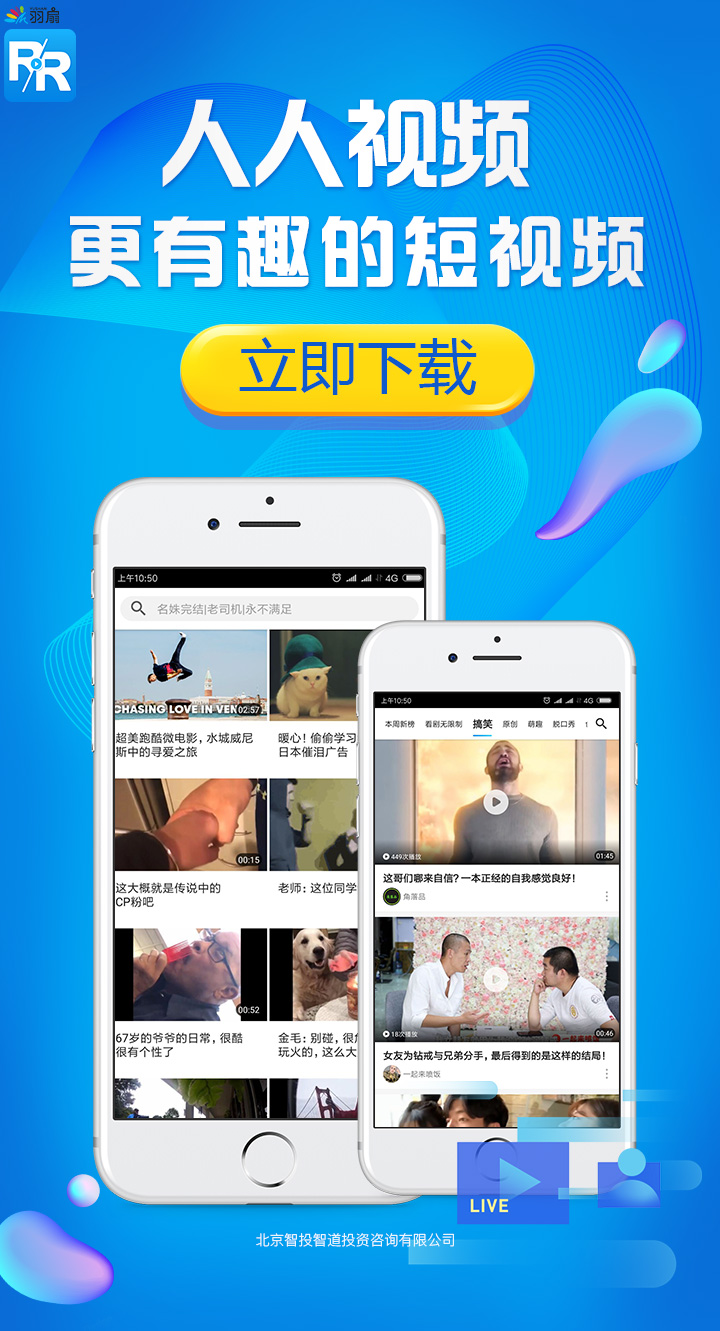 羽扇
RR
人人视频
更有趣的短视频
立即下载
上午10:50
4G
名姝完结|老司机|永不满足
CHASING LOVE IN VEN
02:57
超美跑酷微电影，水城威尼
斯中的寻爱之旅
暖心！偷偷学习
日本催泪广告
00:15
这大概就是传说中的
CP粉吧
老师：这位同学
00:52
67岁的爷爷的日常，很酷
很有个性了
金毛：别碰，很危
玩火的，这么大
上午10:50
4G
本周新榜 看剧无限制 搞笑 原创 萌趣 脱口秀
449次播放
01:45
这哥们哪来自信？一本正经的自我感觉良好！
角落品
18次播放
00:46
女友为钻戒与兄弟分手，最后得到的是这样的结局！
一起来喷饭
LIVE
北京智投智道投资咨询有限公司